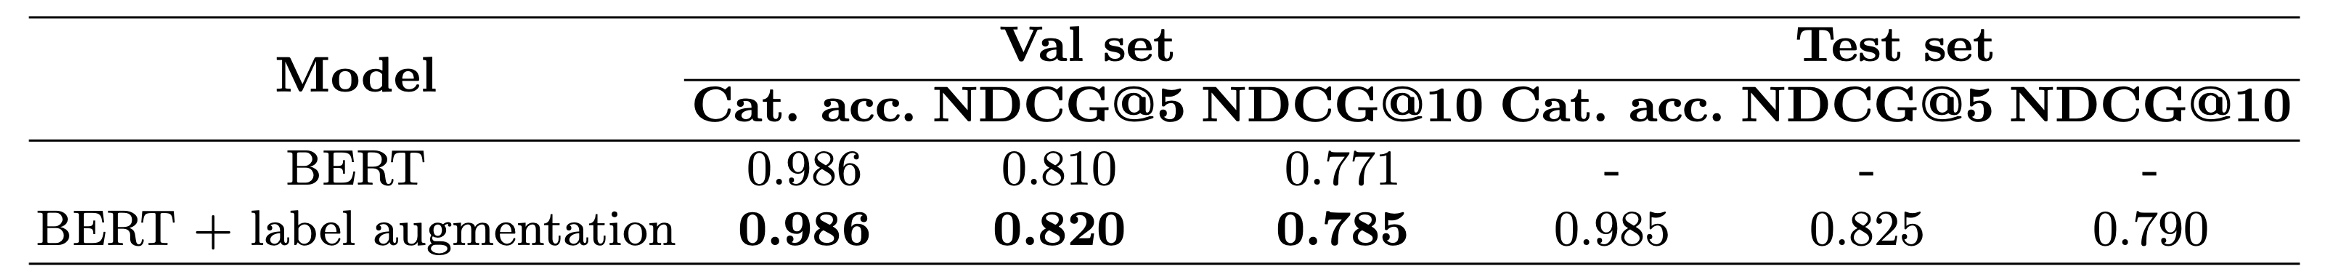 Model Val set Test set
Cat. acc. NDCG@5 NDCG@10 Cat. acc. NDCG@5 NDCG@10
BERT 0.986 0.810 0.771 - - -
BERT + label augmentation 0.986 0.820 0.785 0.985 0.825 0.790